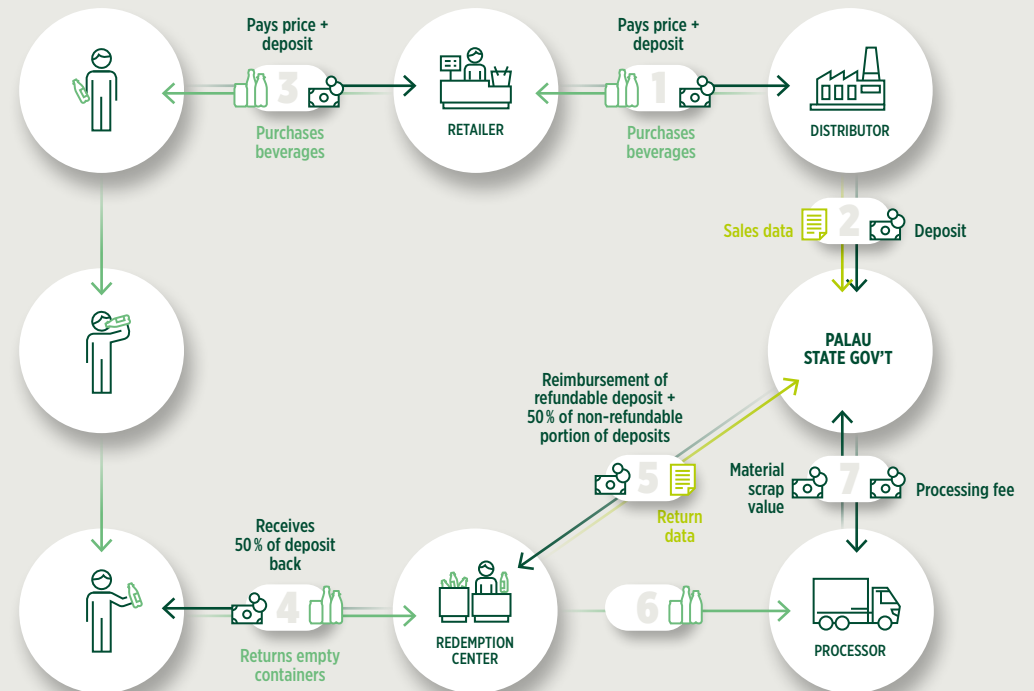 Pays price +
deposit
3
Purchases
beverages
RETAILER
Pays price +
deposit
1
Purchases
beverages
DISTRIBUTOR
Sales data
2
Deposit
PALAU
STATE GOV'T
Reimbursement of
refundable deposit +
50 % of non-refundable
portion of deposits
5
Return
data
Material
scrap
value
7
Processing fee
Receives
50 % of deposit
back
4
Returns empty
containers
REDEMPTION
CENTER
6
PROCESSOR